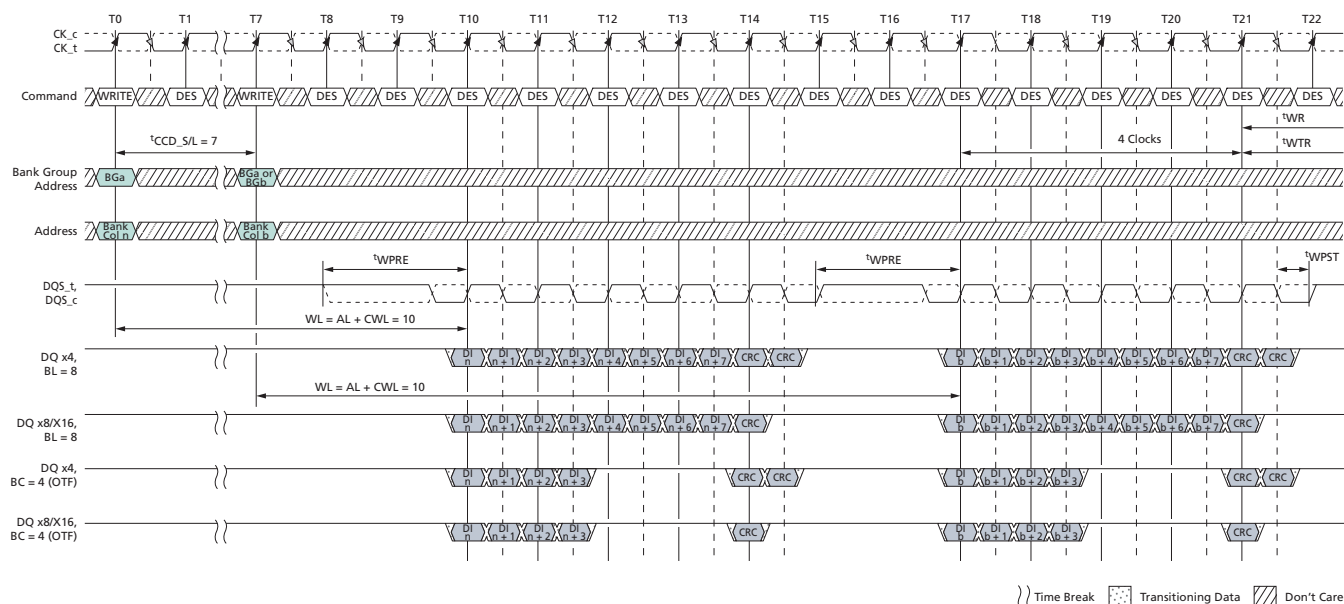 T0 T1 T7 T8 T9 T10 T11 T12 T13 T14 T15 T16 T17 T18 T19 T20 T21 T22
CK_c
CK_t
Command WRITE DES WRITE DES DES DES DES DES DES DES DES DES DES DES DES DES DES DES
tWR
tCCD_S/L = 7 4 Clocks tWTR
Bank Group
Address BGa BGa or
BGb
Address Bank
Col n Bank
Col b
tWPRE tWPRE tWPST
DQS_t,
DQS_c
WL = AL + CWL = 10
DQ x4,
BL = 8 DI
n DI
n + 1 DI
n + 2 DI
n + 3 DI
n + 4 DI
n + 5 DI
n + 6 DI
n + 7 CRC CRC DI
b DI
b + 1 DI
b + 2 DI
b + 3 DI
b + 4 DI
b + 5 DI
b + 6 DI
b + 7 CRC CRC
WL = AL + CWL = 10
DQ x8/X16,
BL = 8 DI
n DI
n + 1 DI
n + 2 DI
n + 3 DI
n + 4 DI
n + 5 DI
n + 6 DI
n + 7 CRC DI
b DI
b + 1 DI
b + 2 DI
b + 3 DI
b + 4 DI
b + 5 DI
b + 6 DI
b + 7 CRC
DQ x4,
BC = 4 (OTF) DI
n DI
n + 1 DI
n + 2 DI
n + 3 CRC CRC DI
b DI
b + 1 DI
b + 2 DI
b + 3 CRC CRC
DQ x8/X16,
BC = 4 (OTF) DI
n DI
n + 1 DI
n + 2 DI
n + 3 CRC DI
b DI
b + 1 DI
b + 2 DI
b + 3 CRC
Time Break Transitioning Data Don't Care